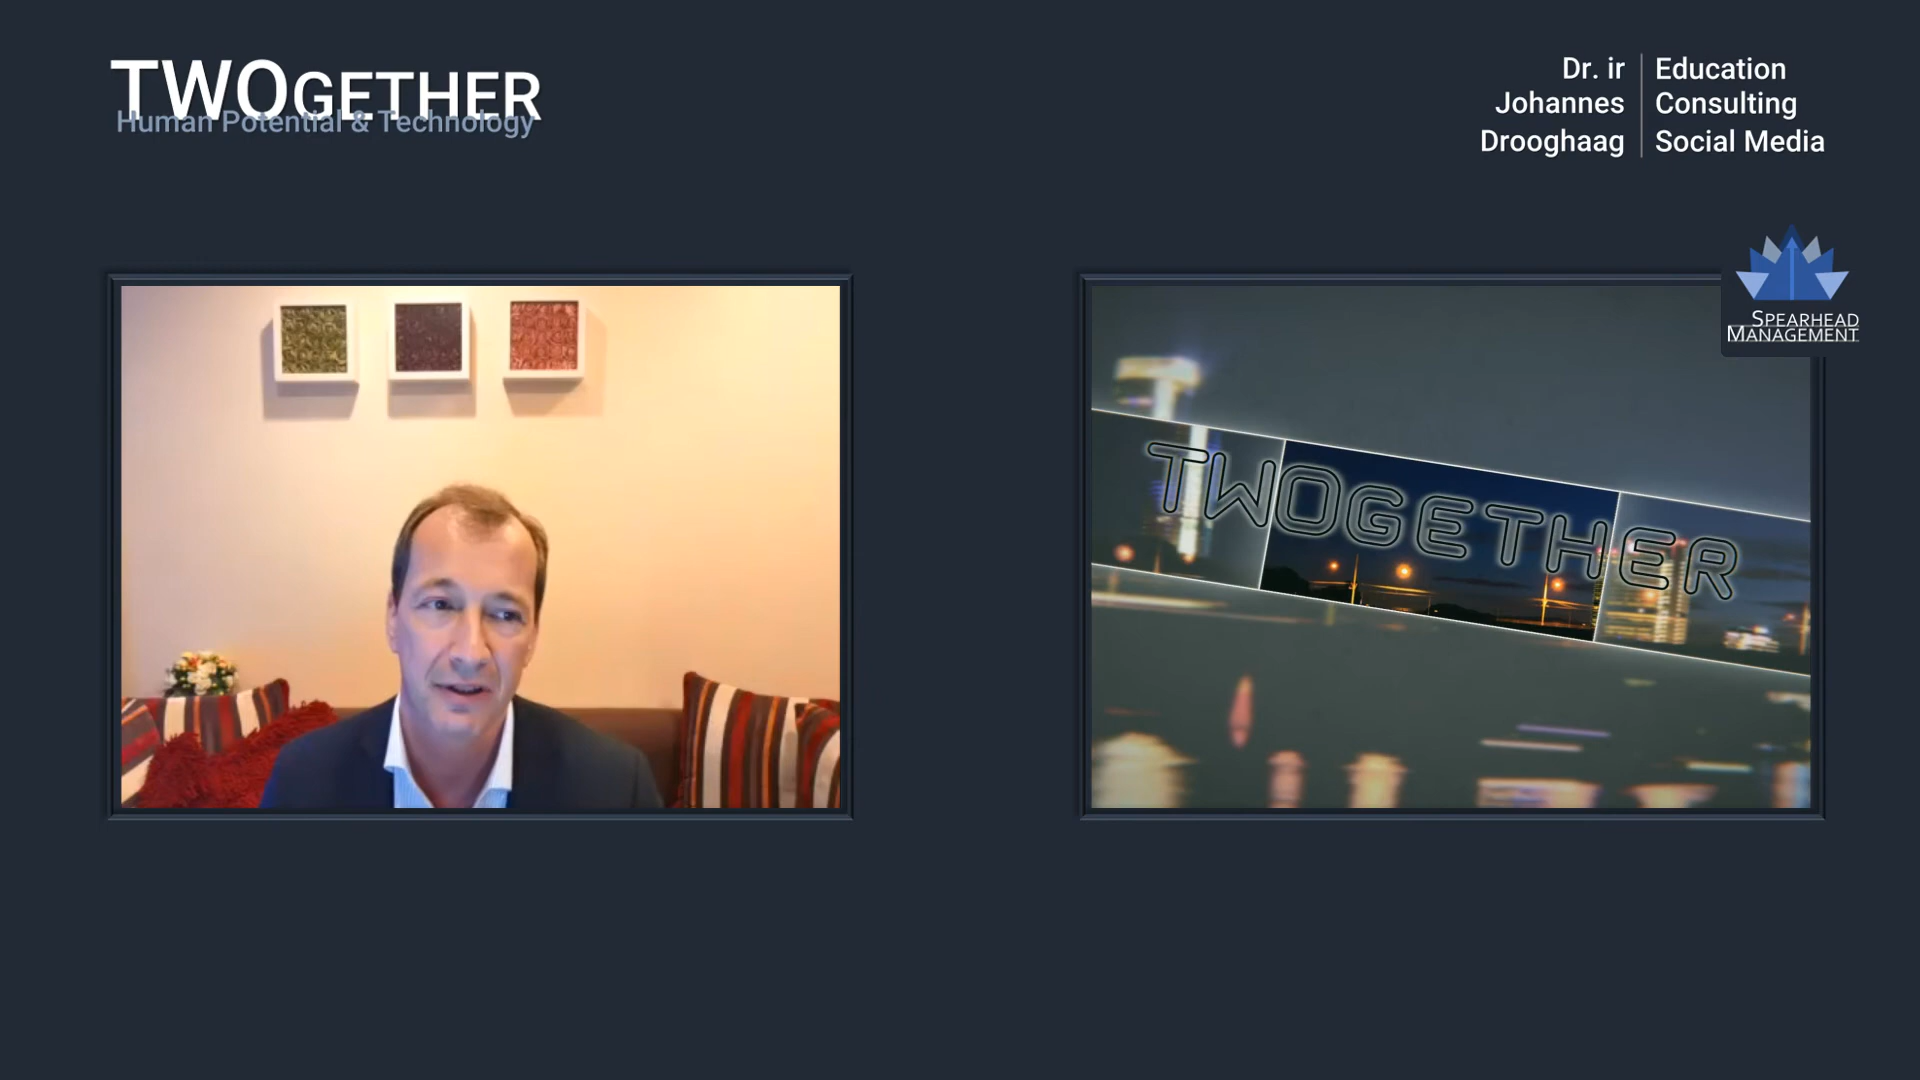 TWOGETHER
Human Potential & Technology
Dr. ir
Johannes
Drooghaag
Education
Consulting
Social Media
SPEARHEAD
MANAGEMENT
TWOGETHER